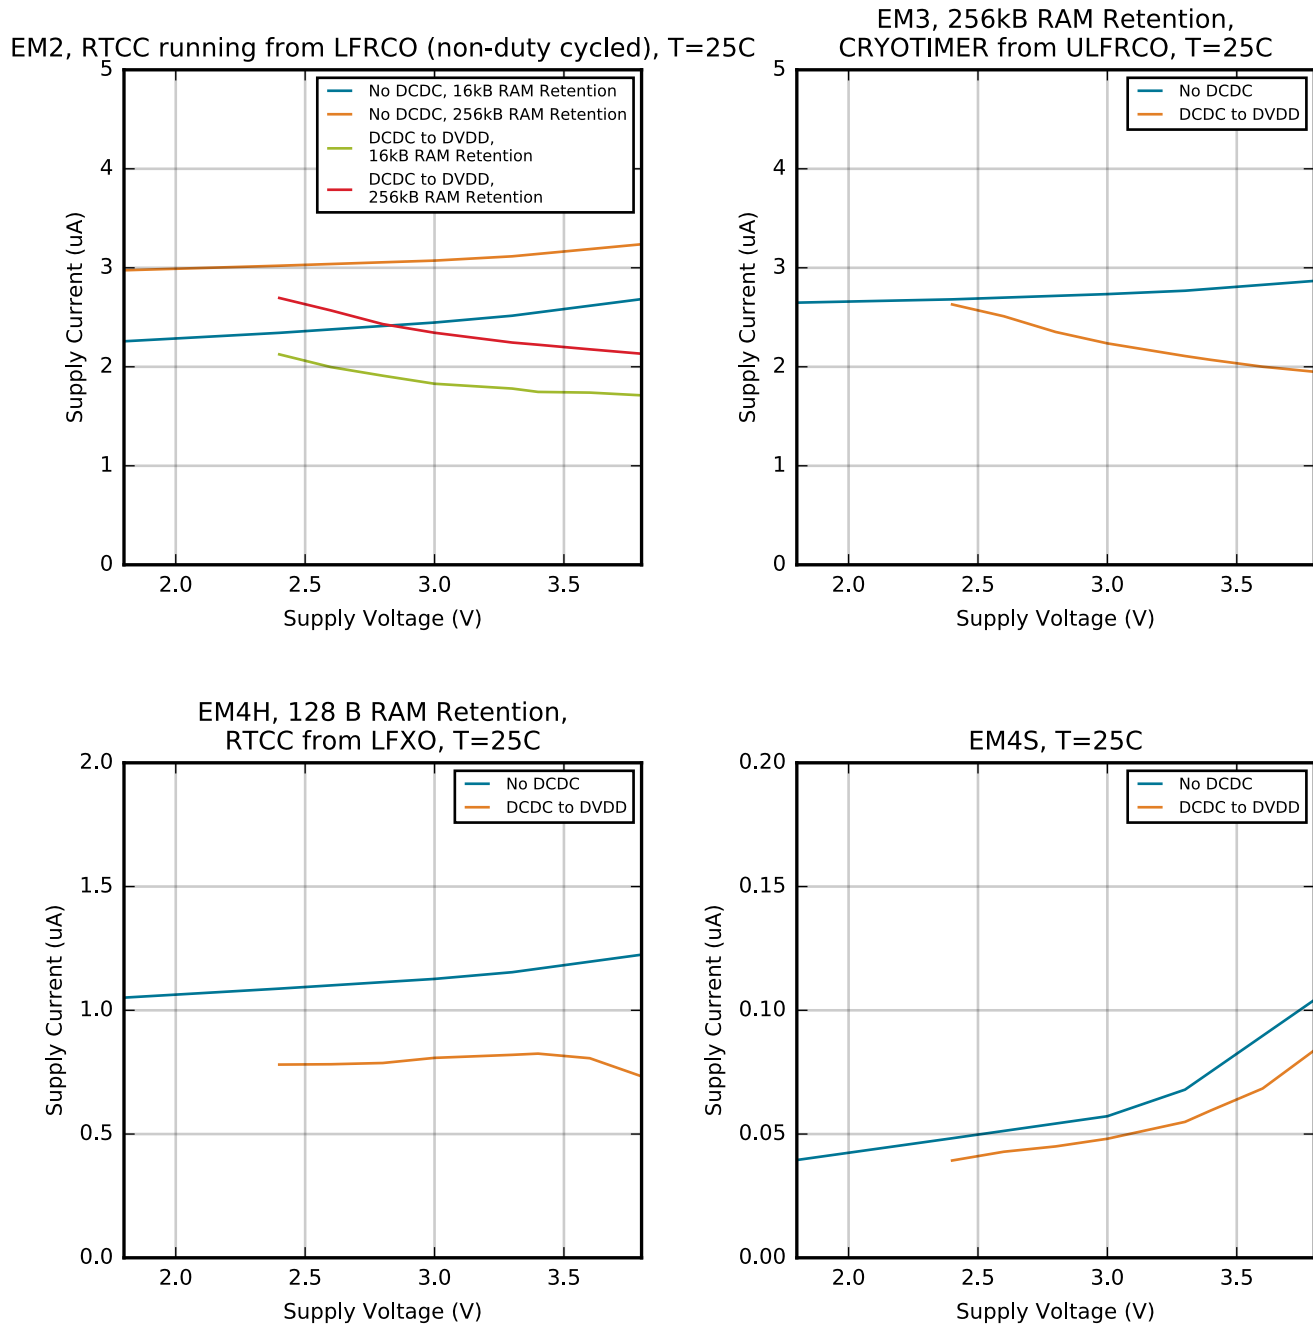 EM2, RTCC running from LFRCO (non-duty cycled), T=25C
5
4
3
2
1
0
Supply Current (uA)
No DCDC, 16kB RAM Retention
No DCDC, 256kB RAM Retention
DCDC to DVDD,
16kB RAM Retention
DCDC to DVDD,
256kB RAM Retention
2.0 2.5 3.0 3.5
Supply Voltage (V)
EM3, 256kB RAM Retention,
CRYOTIMER from ULFRCO, T=25C
5
4
3
2
1
0
Supply Current (uA)
No DCDC
DCDC to DVDD
2.0 2.5 3.0 3.5
Supply Voltage (V)
EM4H, 128 B RAM Retention,
RTCC from LFXO, T=25C
2.0
1.5
1.0
0.5
0.0
Supply Current (uA)
No DCDC
DCDC to DVDD
2.0 2.5 3.0 3.5
Supply Voltage (V)
EM4S, T=25C
0.20
0.15
0.10
0.05
0.00
Supply Current (uA)
No DCDC
DCDC to DVDD
2.0 2.5 3.0 3.5
Supply Voltage (V)